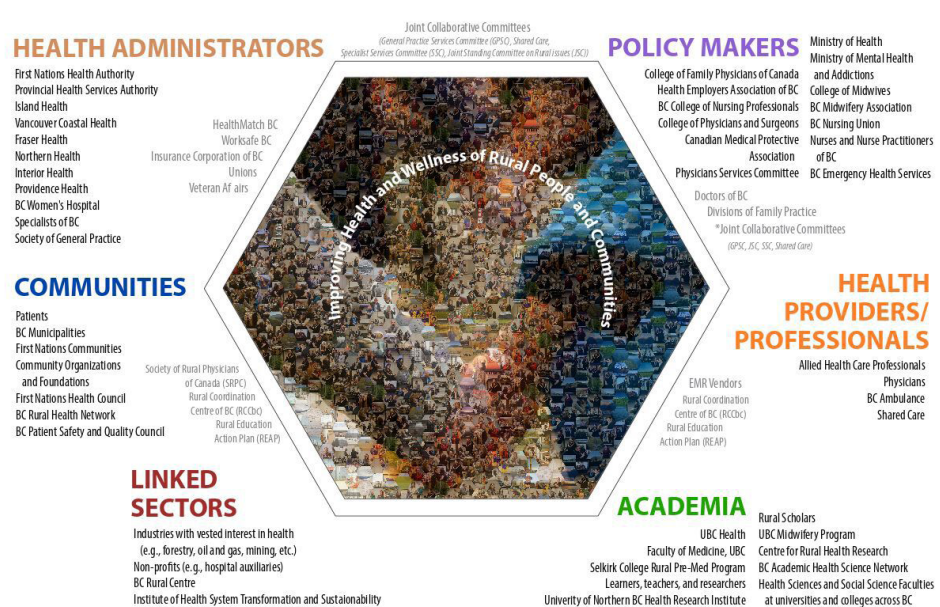 Joint Collaborative Committees
(General Practice Services Committee (GPSC), Shared Care,
Specialist Services Committee (SSC), Joint Standing Committee on Rural issues (JSC))
HEALTH ADMINISTRATORS
First Nations Health Authority
Provincial Health Services Authority
Island Health
Vancouver Coastal Health
Fraser Health
Northern Health
Interior Health
Providence Health
BC Women's Hospital
Specialists of BC
Society of General Practice
HealthMatch BC
Worksafe BC
Insurance Corporation of BC
Unions
Veteran Af airs
POLICY MAKERS
College of Family Physicians of Canada
Health Employers Association of BC
BC College of Nursing Professionals
College of Physicians and Surgeons
Canadian Medical Protective
Association
Physicians Services Committee
Ministry of Health
Ministry of Mental Health
and Addictions
College of Midwives
BC Midwifery Association
BC Nursing Union
Nurses and Nurse Practitioners
of BC
BC Emergency Health Services
Doctors of BC
Divisions of Family Practice
*Joint Collaborative Committees
(GPSC, JSC, SSC, Shared Care)
Improving Health and Wellness of Rural People and Communities
COMMUNITIES
Patients
BC Municipalities
First Nations Communities
Community Organizations
and Foundations
First Nations Health Council
BC Rural Health Network
BC Patient Safety and Quality Council
Society of Rural Physicians
of Canada (SRPC)
Rural Coordination
Centre of BC (RCCbc)
Rural Education
Action Plan (REAP)
HEALTH
PROVIDERS/
PROFESSIONALS
Allied Health Care Professionals
Physicians
BC Ambulance
Shared Care
EMR Vendors
Rural Coordination
Centre of BC (RCCbc)
Rural Education
Action Plan (REAP)
LINKED
SECTORS
Industries with vested interest in health
(e.g., forestry, oil and gas, mining, etc.)
Non-profits (e.g., hospital auxiliaries)
BC Rural Centre
Institute of Health System Transformation and Sustaionability
ACADEMIA
UBC Health
Faculty of Medicine, UBC
Selkirk College Rural Pre-Med Program
Learners, teachers, and researchers
Univerity of Northern BC Health Research Institute
Rural Scholars
UBC Midwifery Program
Centre for Rural Health Research
BC Academic Health Science Network
Health Sciences and Social Science Faculties
at universities and colleges across BC